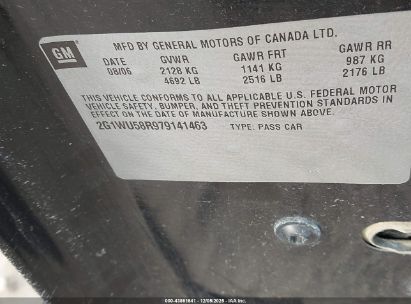 GM
MFD BY GENERAL MOTORS OF CANADA LTD.
DATE GVWR GAWR FRT GAWR RR
08/06 2128 KG 1141 KG 987 KG
4692 LB 2516 LB 2176 LB
THIS VEHICLE CONFORMS TO ALL APPLICABLE U.S. FEDERAL MOTOR
VEHICLE SAFETY, BUMPER, AND THEFT PREVENTION STANDARDS IN
EFFECT ON THE DATE OF MANUFACTURE SHOWN ABOVE.
2G1WU58R979141463 TYPE: PASS CAR